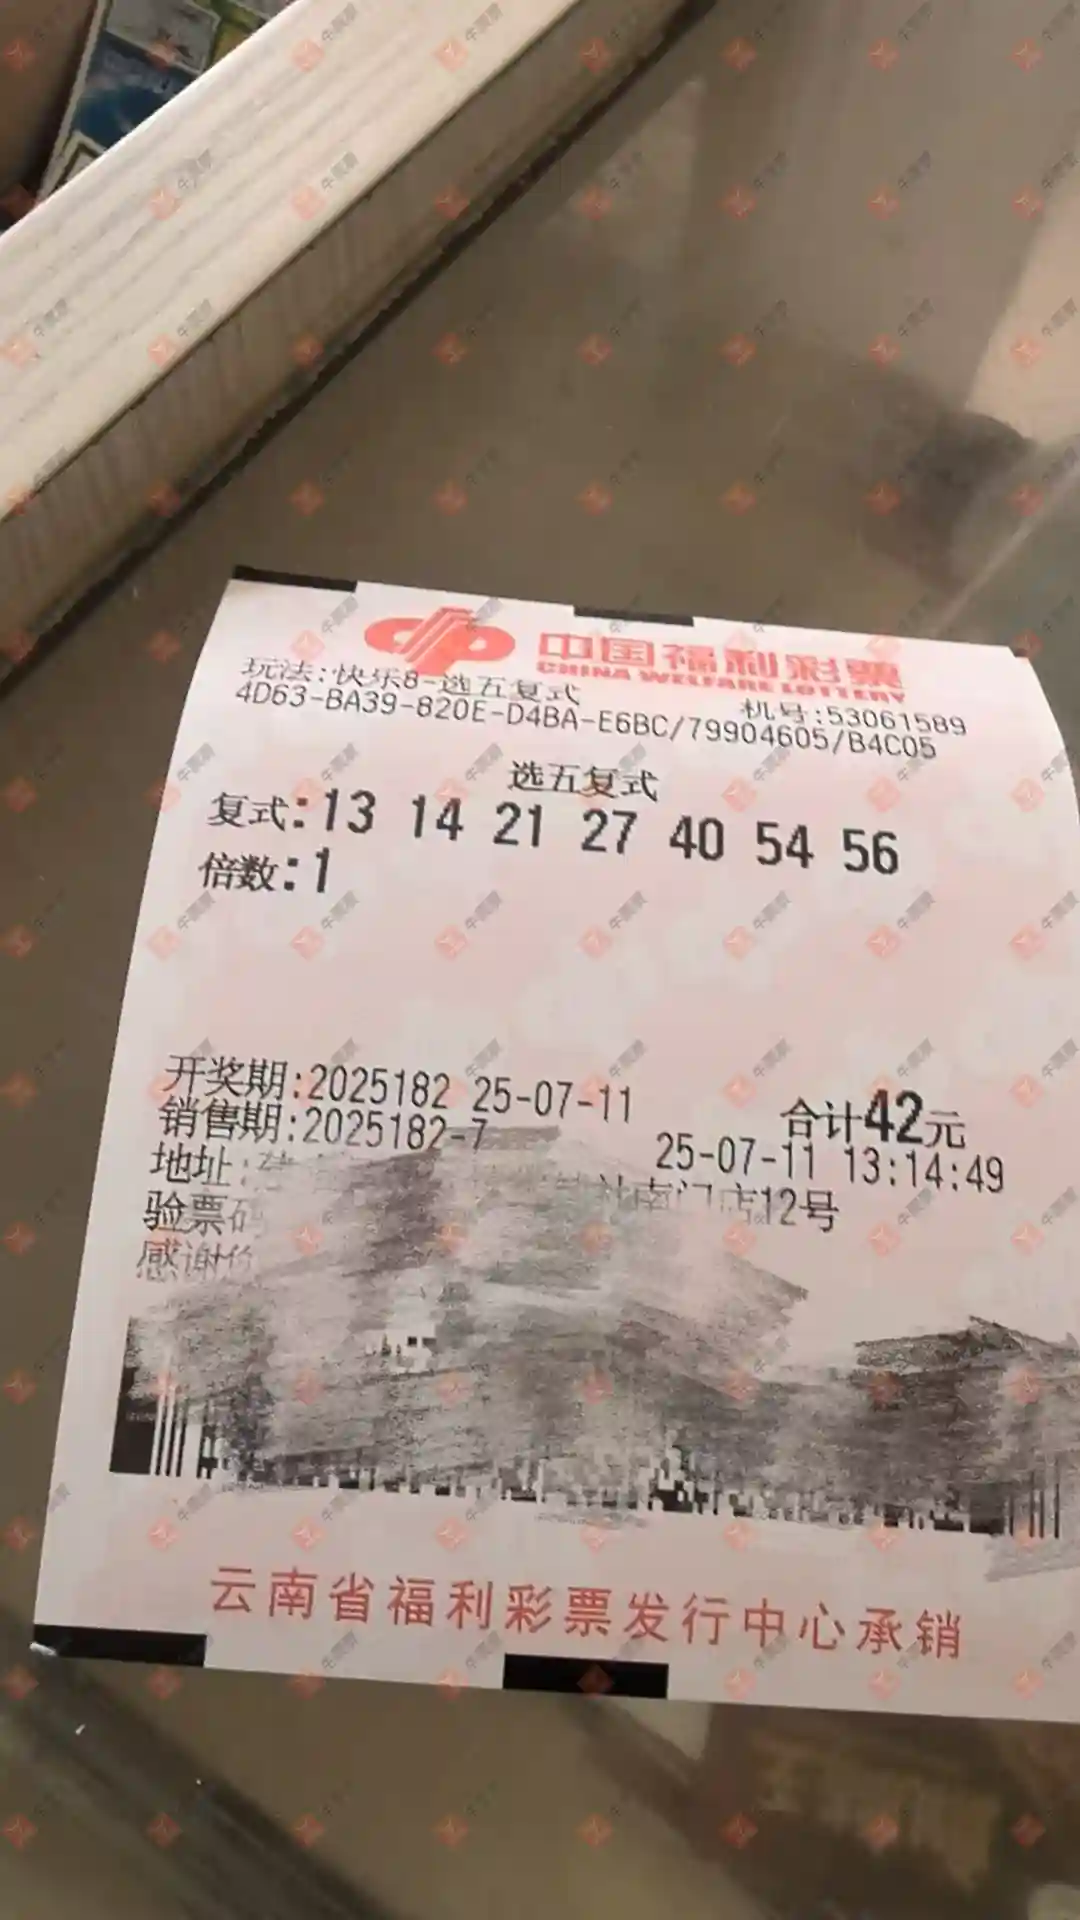 中国福利彩票
CHINA WELFARE LOTTERY
玩法:快乐8-选五复式
机号:53061589
4D63-BA39-820E-D4BA-E6BC/79904605/B4C05
选五复式
复式:13 14 21 27 40 54 56
倍数:1
开奖期:2025182 25-07-11
合计42元
销售期:2025182-7
25-07-11 13:14:49
地址:
南门店12号
验票码
感谢您
云南省福利彩票发行中心承销